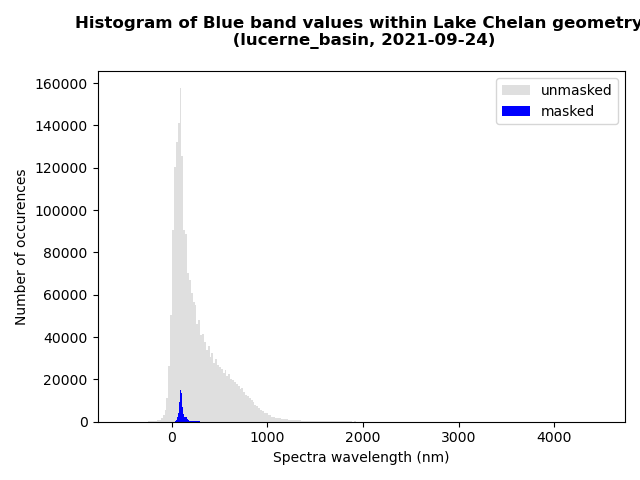 Histogram of Blue band values within Lake Chelan geometry
(lucerne_basin, 2021-09-24)
unmasked
masked
160000
140000
120000
100000
80000
60000
40000
20000
0
Number of occurences
0 1000 2000 3000 4000
Spectra wavelength (nm)